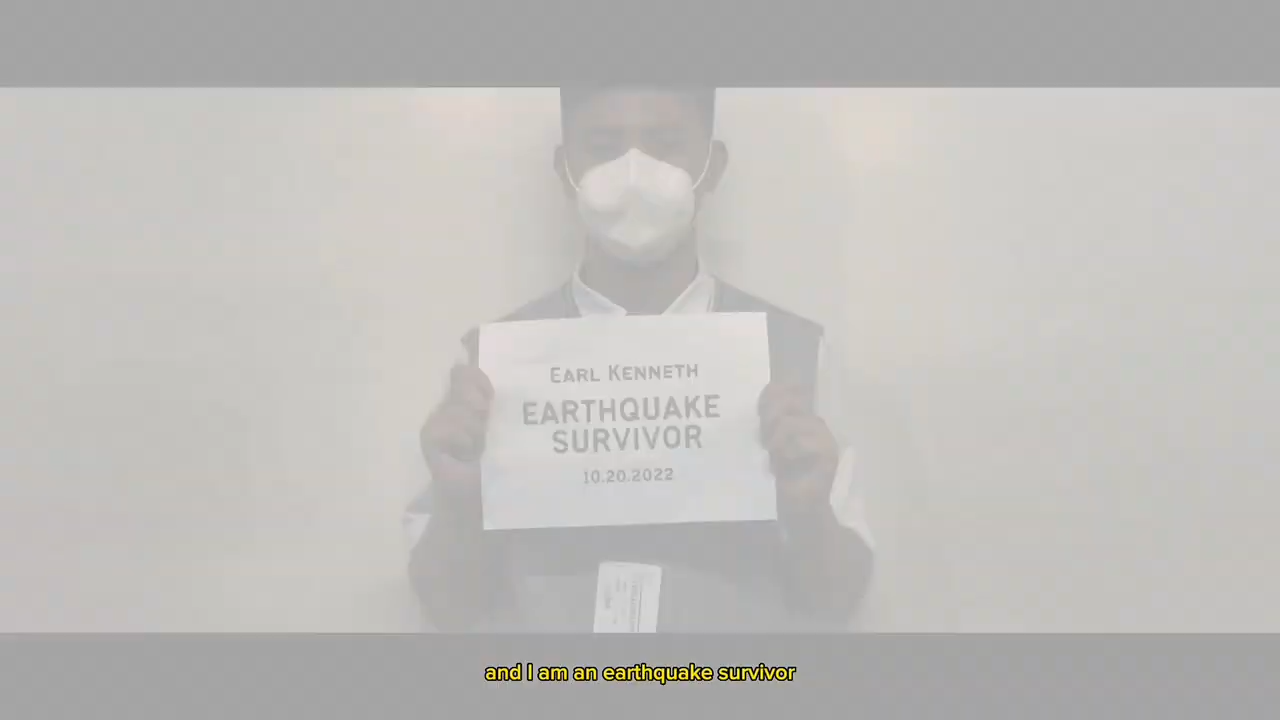 EARL KENNETH
EARTHQUAKE
SURVIVOR
10.20.2022
and I am an earthquake survivor